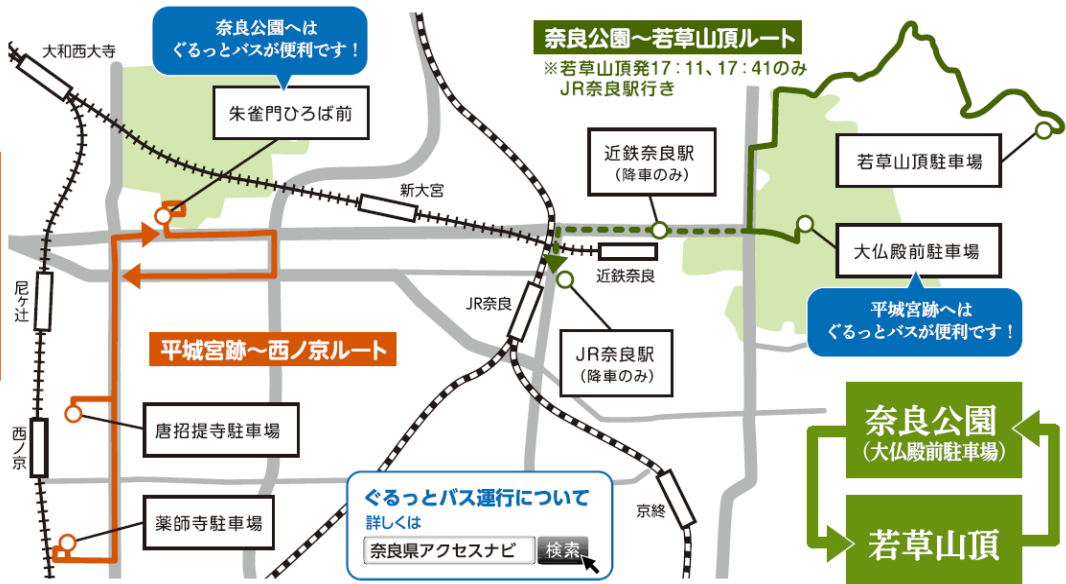 大和西大寺
奈良公園へは
ぐるっとバスが便利です！
朱雀門ひろば前
奈良公園〜若草山頂ルート
※若草山頂発17：11、17：41のみ
JR奈良駅行き
近鉄奈良駅
（降車のみ）
若草山頂駐車場
新大宮
大仏殿前駐車場
近鉄奈良
尼ヶ辻
JR奈良
平城宮跡へは
ぐるっとバスが便利です！
平城宮跡〜西ノ京ルート
JR奈良駅
（降車のみ）
唐招提寺駐車場
西ノ京
奈良公園
（大仏殿前駐車場）
若草山頂
薬師寺駐車場
ぐるっとバス運行について
詳しくは
奈良県アクセスナビ 検索
京終